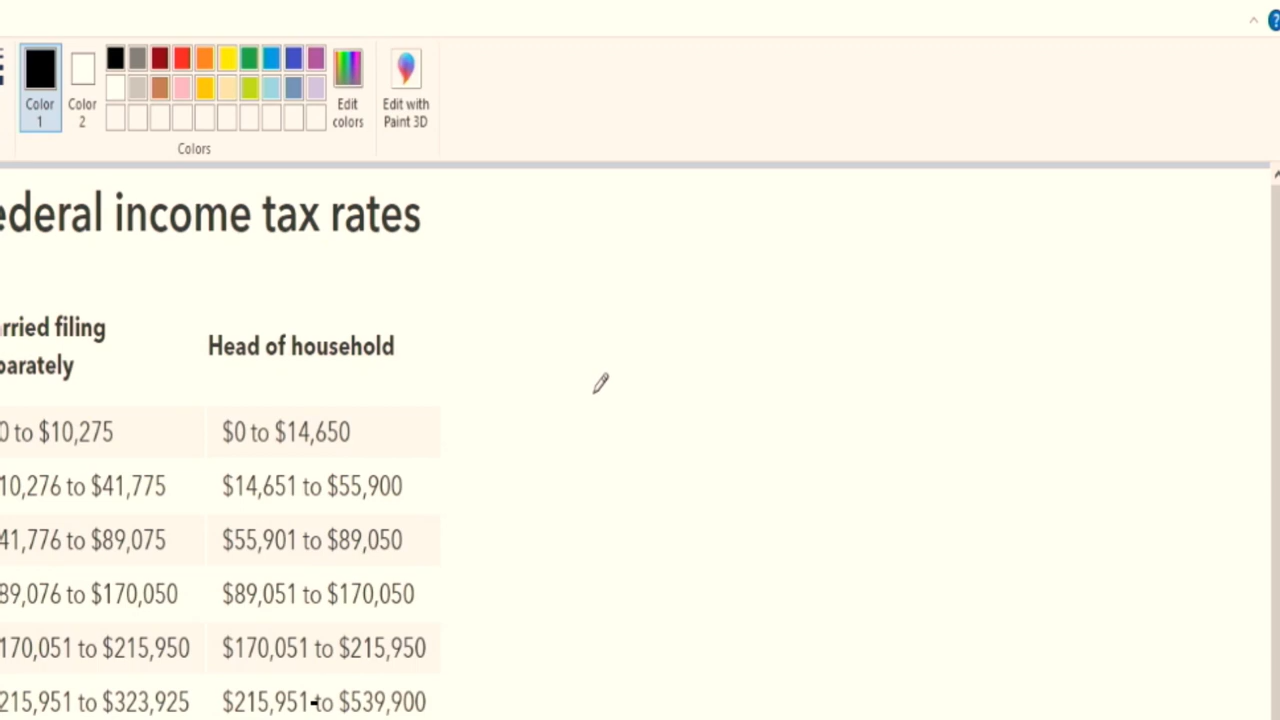 Color
1
Color
2
Edit
colors
Edit with
Paint 3D
Colors
ederal income tax rates
rried filing
parately
Head of household
0 to $10,275 $0 to $14,650
10,276 to $41,775 $14,651 to $55,900
41,776 to $89,075 $55,901 to $89,050
89,076 to $170,050 $89,051 to $170,050
170,051 to $215,950 $170,051 to $215,950
215,951 to $323,925 $215,951 to $539,900